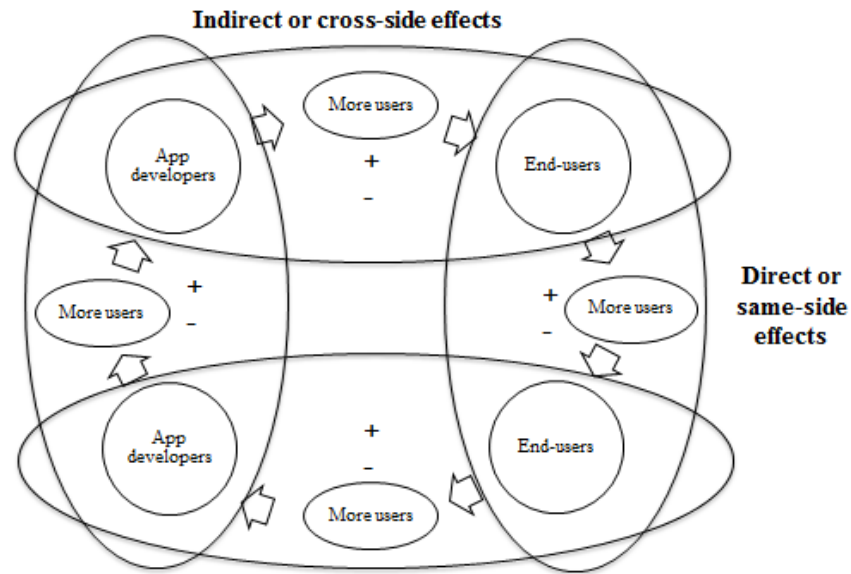 Indirect or cross-side effects
More users
App
developers
+
-
End-users
More users
+
-
+
-
More users
Direct or
same-side
effects
App
developers
+
-
More users
End-users